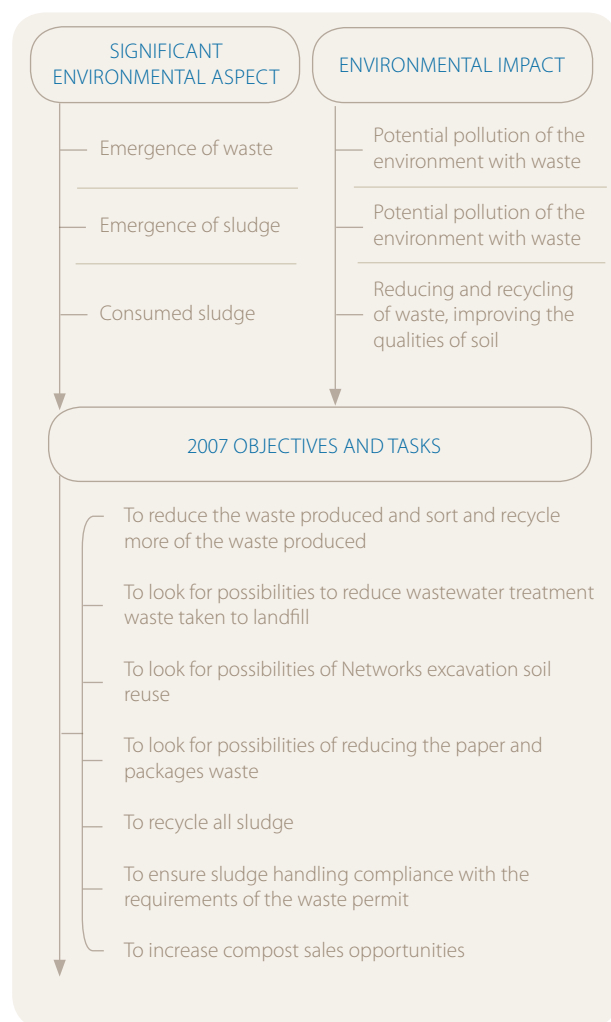 SIGNIFICANT
ENVIRONMENTAL ASPECT
ENVIRONMENTAL IMPACT
Emergence of waste
Potential pollution of the
environment with waste
Emergence of sludge
Potential pollution of the
environment with waste
Consumed sludge
Reducing and recycling
of waste, improving the
qualities of soil
2007 OBJECTIVES AND TASKS
To reduce the waste produced and sort and recycle
more of the waste produced
To look for possibilities to reduce wastewater treatment
waste taken to landfill
To look for possibilities of Networks excavation soil
reuse
To look for possibilities of reducing the paper and
packages waste
To recycle all sludge
To ensure sludge handling compliance with the
requirements of the waste permit
To increase compost sales opportunities